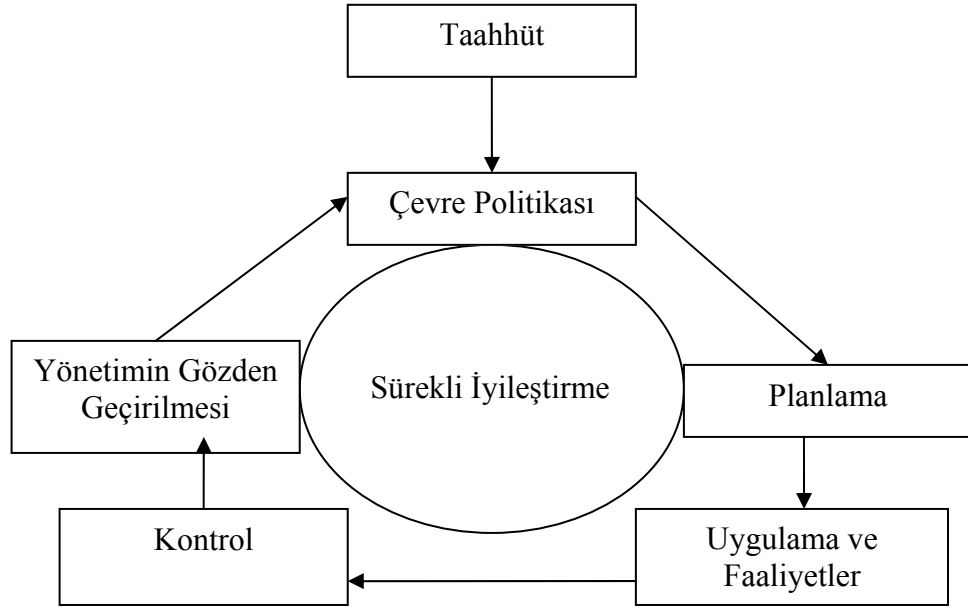 Taahhüt
Çevre Politikası
Yönetimin Gözden
Geçirilmesi
Sürekli İyileştirme
Planlama
Kontrol
Uygulama ve
Faaliyetler